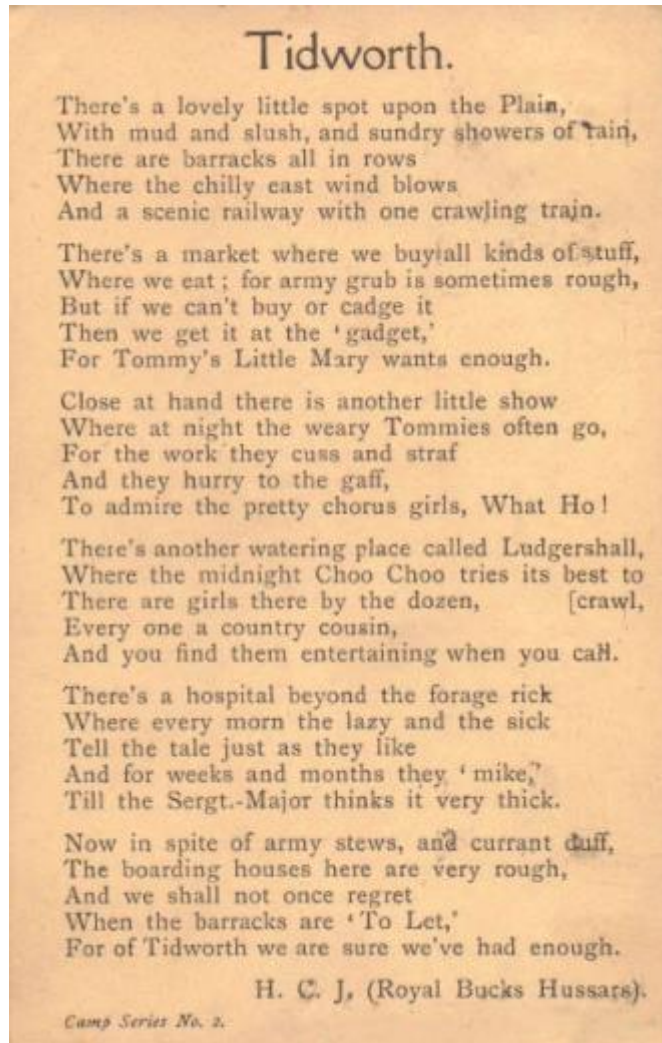 Tidworth.
There's a lovely little spot upon the Plain,
With mud and slush, and sundry showers of rain,
There are barracks all in rows
Where the chilly east wind blows
And a scenic railway with one crawling train.
There's a market where we buy all kinds of stuff,
Where we eat ; for army grub is sometimes rough,
But if we can't buy or cadge it
Then we get it at the ‘ gadget,’
For Tommy's Little Mary wants enough.
Close at hand there is another little show
Where at night the weary Tommies often go,
For the work they cuss and straf
And they hurry to the gaff,
To admire the pretty chorus girls, What Ho !
There's another watering place called Ludgershall,
Where the midnight Choo Choo tries its best to
There are girls there by the dozen, [crawl,
Every one a country cousin,
And you find them entertaining when you call.
There's a hospital beyond the forage rick
Where every morn the lazy and the sick
Tell the tale just as they like
And for weeks and months they ‘ mike,’
Till the Sergt.-Major thinks it very thick.
Now in spite of army stews, and currant duff,
The boarding houses here are very rough,
And we shall not once regret
When the barracks are ‘ To Let,’
For of Tidworth we are sure we've had enough.
H. C. J, (Royal Bucks Hussars).
Camp Series No. 2.